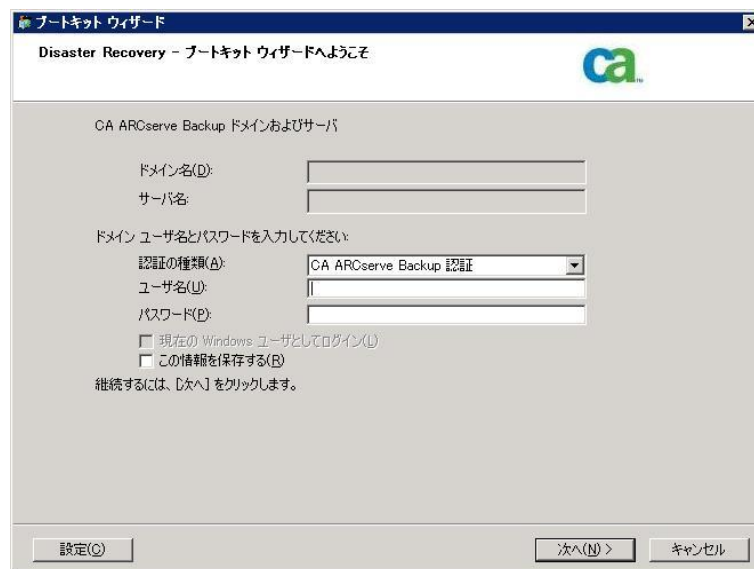 ブートキット ウィザード
Disaster Recovery - ブートキット ウィザードへようこそ
ca
CA ARCserve Backup ドメインおよびサーバ
ドメイン名(D):
サーバ名:
ドメイン ユーザ名とパスワードを入力してください:
認証の種類(A): CA ARCserve Backup 認証
ユーザ名(U):
パスワード(P):
現在の Windows ユーザとしてログイン(L)
この情報を保存する(R)
継続するには、[次へ] をクリックします。
設定(C) 次へ(N) > キャンセル